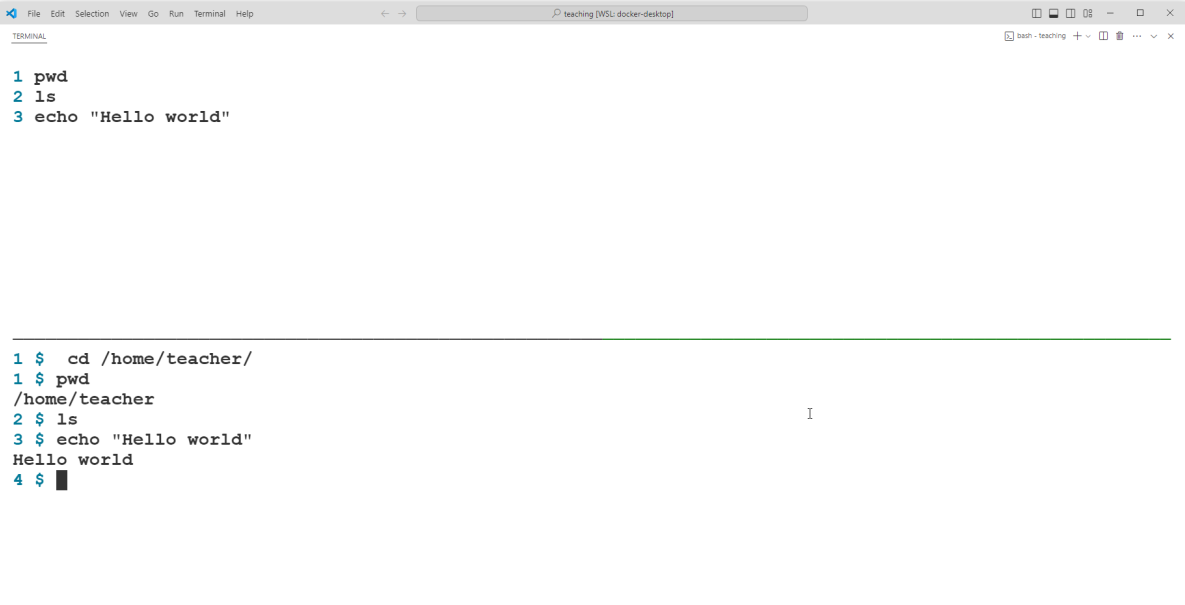 File Edit Selection View Go Run Terminal Help teaching [WSL: docker-desktop]
TERMINAL bash - teaching
1 pwd
2 ls
3 echo "Hello world"
1 $  cd /home/teacher/
1 $ pwd
/home/teacher
2 $ ls
3 $ echo "Hello world"
Hello world
4 $